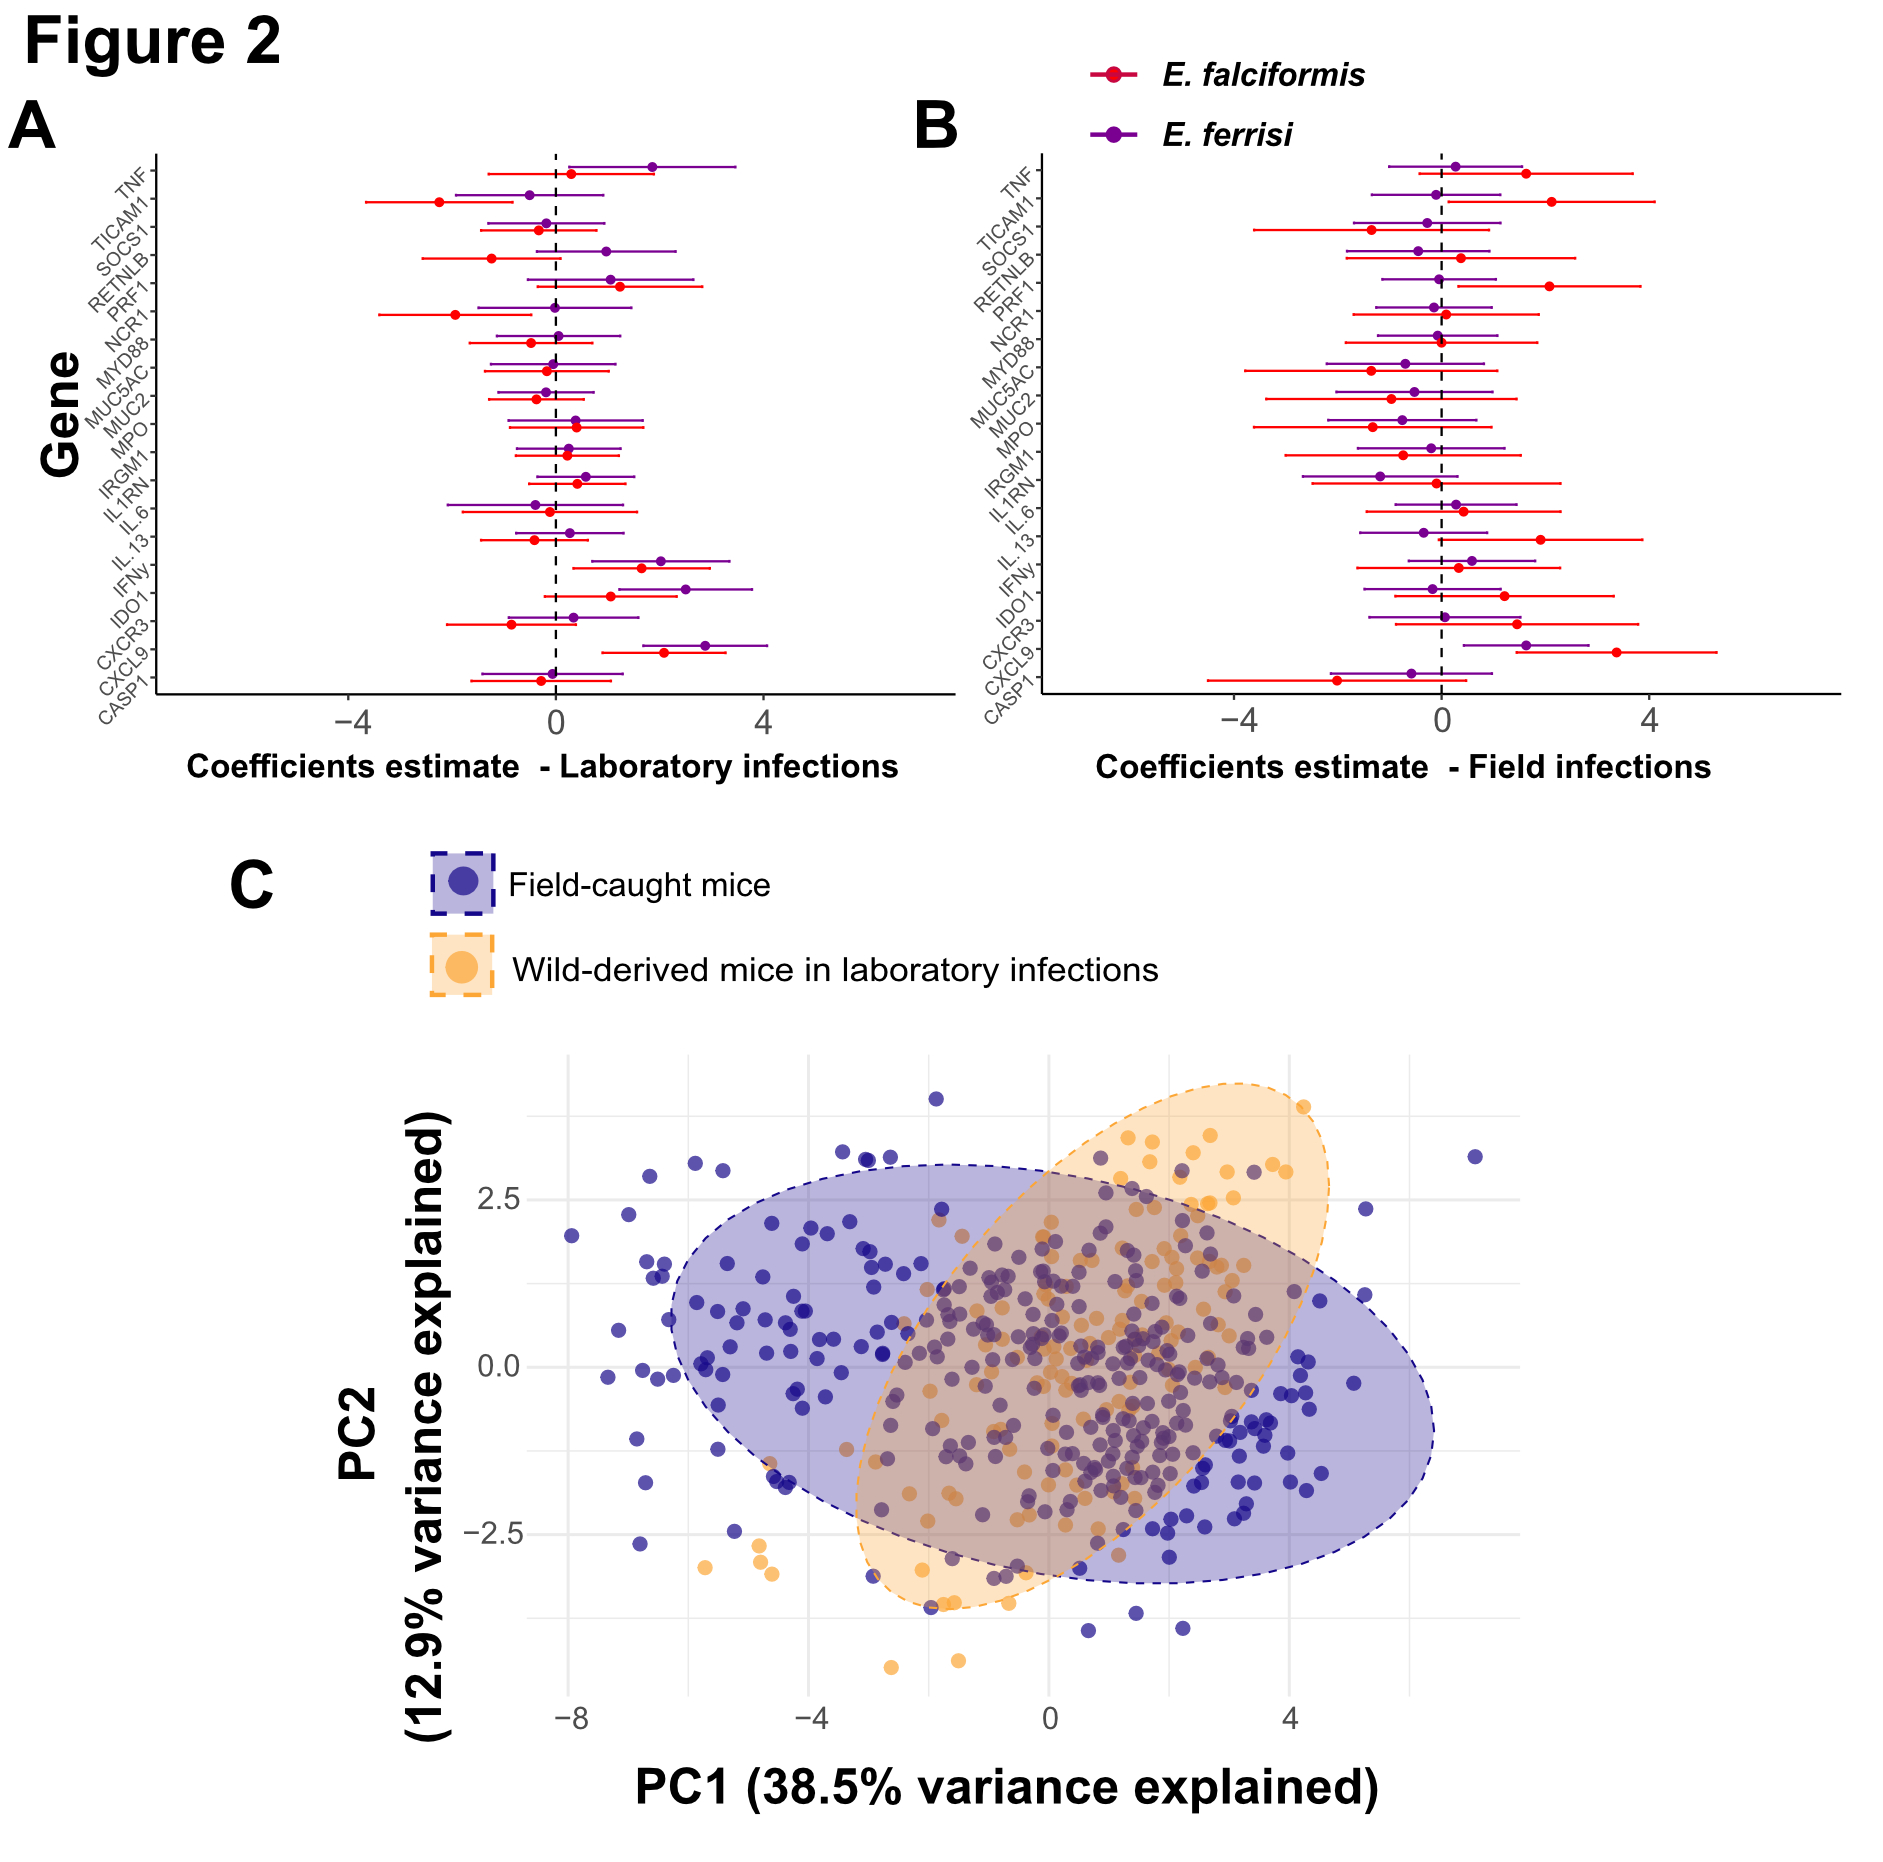 Figure 2
E. falciformis
E. ferrisi
A
Gene
TNF
TICAM1
SOCS1
RETNLB
PRF1
NCR1
MYD88
MUC5AC
MUC2
MPO
IRGM1
IL1RN
IL.6
IL.13
IFNy
IDO1
CXCR3
CXCL9
CASP1
−4
0
4
Coefficients estimate - Laboratory infections
B
TNF
TICAM1
SOCS1
RETNLB
PRF1
NCR1
MYD88
MUC5AC
MUC2
MPO
IRGM1
IL1RN
IL.6
IL.13
IFNy
IDO1
CXCR3
CXCL9
CASP1
−4
0
4
Coefficients estimate - Field infections
C
Field-caught mice
Wild-derived mice in laboratory infections
PC2
(12.9% variance explained)
2.5
0.0
−2.5
−8
−4
0
4
PC1 (38.5% variance explained)